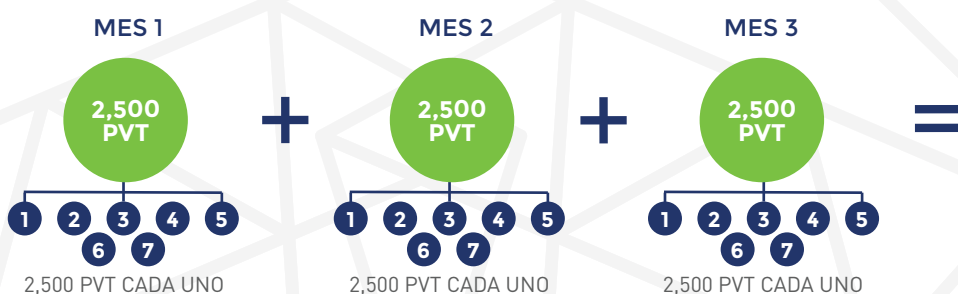 MES 1
2,500
PVT
1 2 3 4 5
6 7
2,500 PVT CADA UNO
+
MES 2
2,500
PVT
1 2 3 4 5
6 7
2,500 PVT CADA UNO
+
MES 3
2,500
PVT
1 2 3 4 5
6 7
2,500 PVT CADA UNO
=